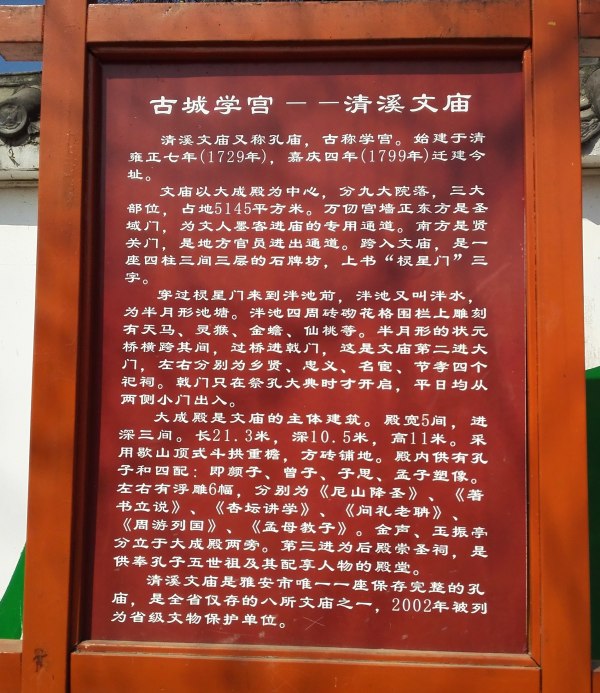 古城学宫－－清溪文庙
清溪文庙又称孔庙，古称学宫。始建于清
雍正七年(1729年)，嘉庆四年(1799年)迁建今
址。
文庙以大成殿为中心，分九大院落，三大
部位，占地5145平方米。万仞宫墙正东方是圣
域门，为文人要客进庙的专用通道。南方是贤
关门，是地方官员进出通道。跨入文庙，是一
座四柱三间三层的石牌坊，上书“棂星门”三
字。
穿过棂星门来到泮池前，泮池又叫泮水，
为半月形池塘。泮池四周砖砌花格围栏上雕刻
有天马、灵猴、金蟾、仙桃等。半月形的状元
桥横跨其间，过桥进戟门，这是文庙第二进大
门，左右分别为乡贤、忠义、名宦、节孝四个
祀祠。戟门只在祭孔大典时才开启，平日均从
两侧小门出入。
大成殿是文庙的主体建筑。殿宽5间，进
深三间。长21.3米，深10.5米，高11米。采
用歇山顶式斗拱重檐，方砖铺地。殿内供有孔
子和四配：即颜子、曾子、子思、孟子塑像。
左右有浮雕6幅，分别为《尼山降圣》、《著
书立说》、《杏坛讲学》、《问礼老聃》、
《周游列国》、《孟母教子》。金声、玉振亭
分立于大成殿两旁。第三进为后殿崇圣祠，是
供奉孔子五世祖及其配享人物的殿堂。
清溪文庙是雅安市唯一一座保存完整的孔
庙，是全省仅存的八所文庙之一，2002年被列
为省级文物保护单位。